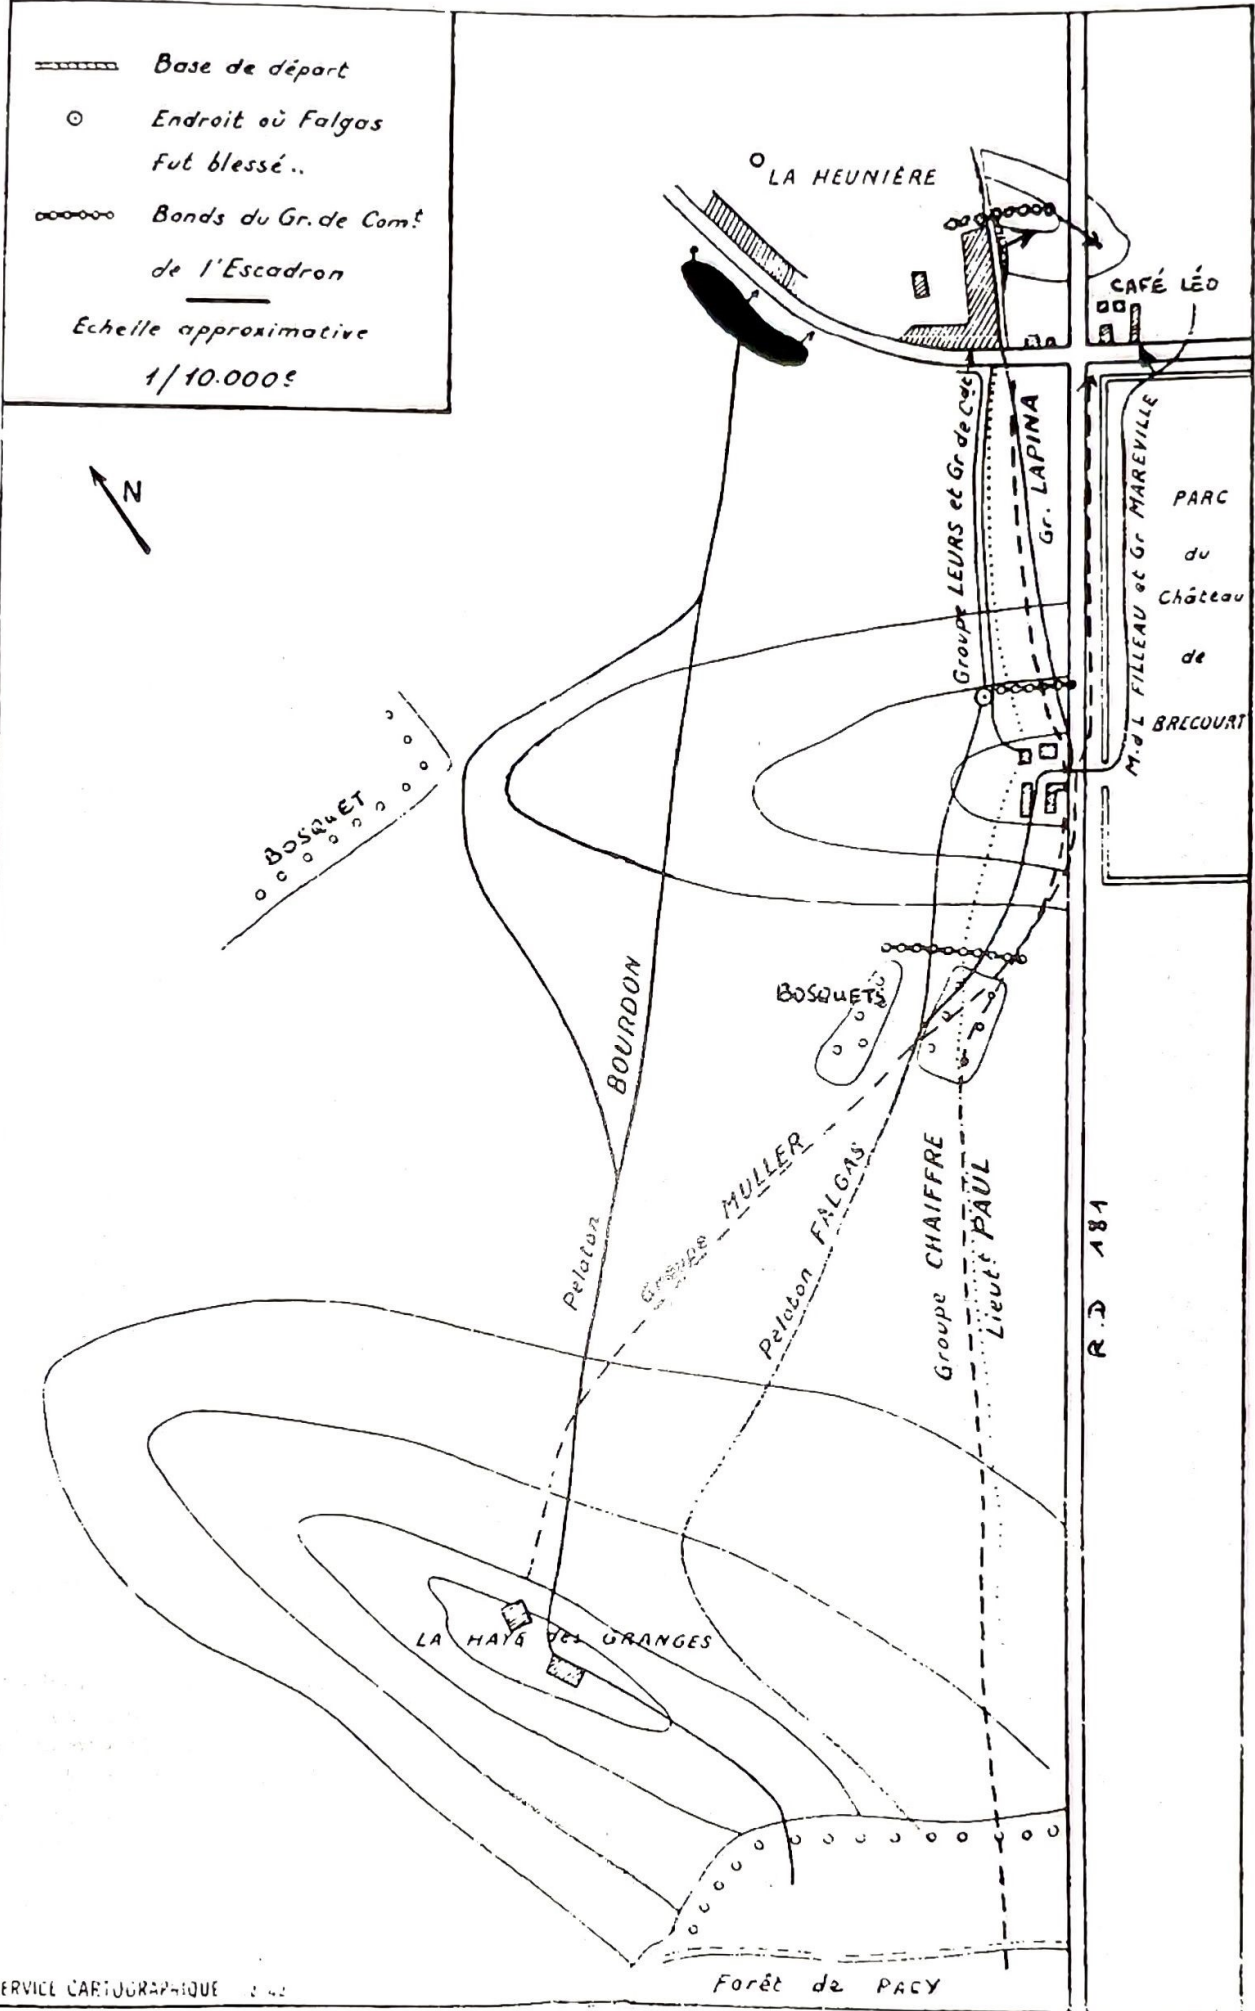 Base de départ
Endroit où Falgas
Fut blessé..
Bonds du Gr. de Comt
de l'Escadron
Echelle approximative
1/10.000e
N
LA HEUNIÈRE
CAFÉ LÉO
Groupe LEURS et Gr de Cdt
Gr. LAPINA
M.d L FILLEAU et Gr MAREVILLE
PARC
du
Château
de
BRECOURT
BOSQUET
BOSQUETS
Peloton BOURDON
Groupe MULLER
Peloton FALGAS
Groupe CHAIFFRE
Lieutt PAUL
R.D 181
LA HAYE des GRANGES
Forêt de PACY
ERVICE CARTOGRAPHIQUE